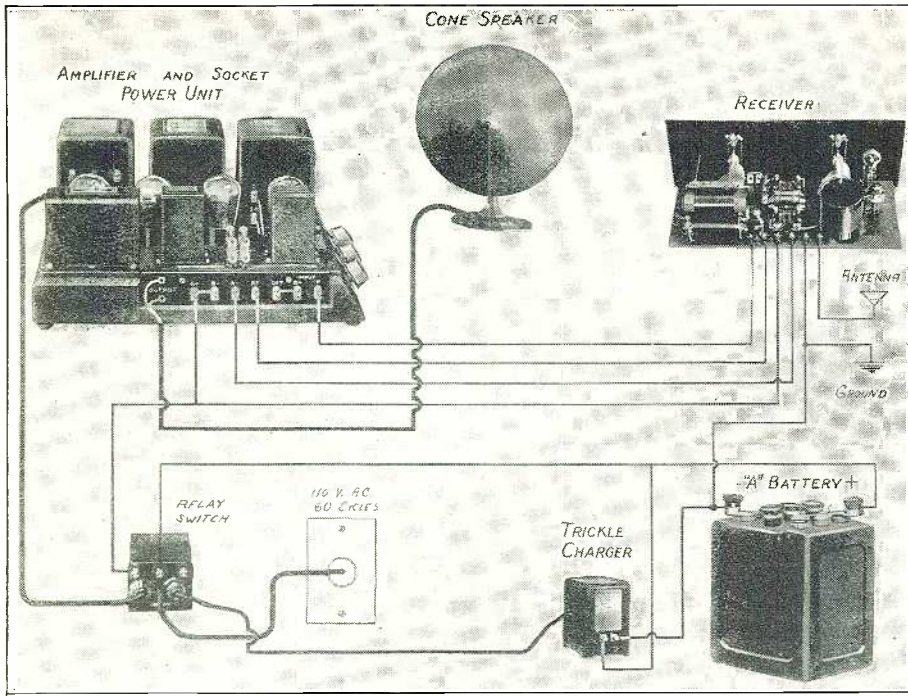 CONE SPEAKER
AMPLIFIER AND SOCKET
POWER UNIT
RECEIVER
ANTENNA
GROUND
RELAY
SWITCH
110 V. AC.
60 CYCLES
TRICKLE
CHARGER
- "A" BATTERY +